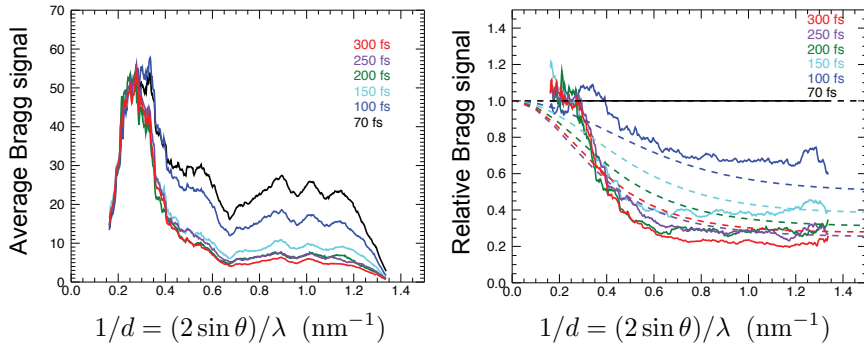 Average Bragg signal
70
60
50
40
30
20
10
0
300 fs
250 fs
200 fs
150 fs
100 fs
70 fs
0.0 0.2 0.4 0.6 0.8 1.0 1.2 1.4
1/d = (2 sin θ)/λ (nm⁻¹)
Relative Bragg signal
1.4
1.2
1.0
0.8
0.6
0.4
0.2
0.0
300 fs
250 fs
200 fs
150 fs
100 fs
70 fs
0.0 0.2 0.4 0.6 0.8 1.0 1.2 1.4
1/d = (2 sin θ)/λ (nm⁻¹)